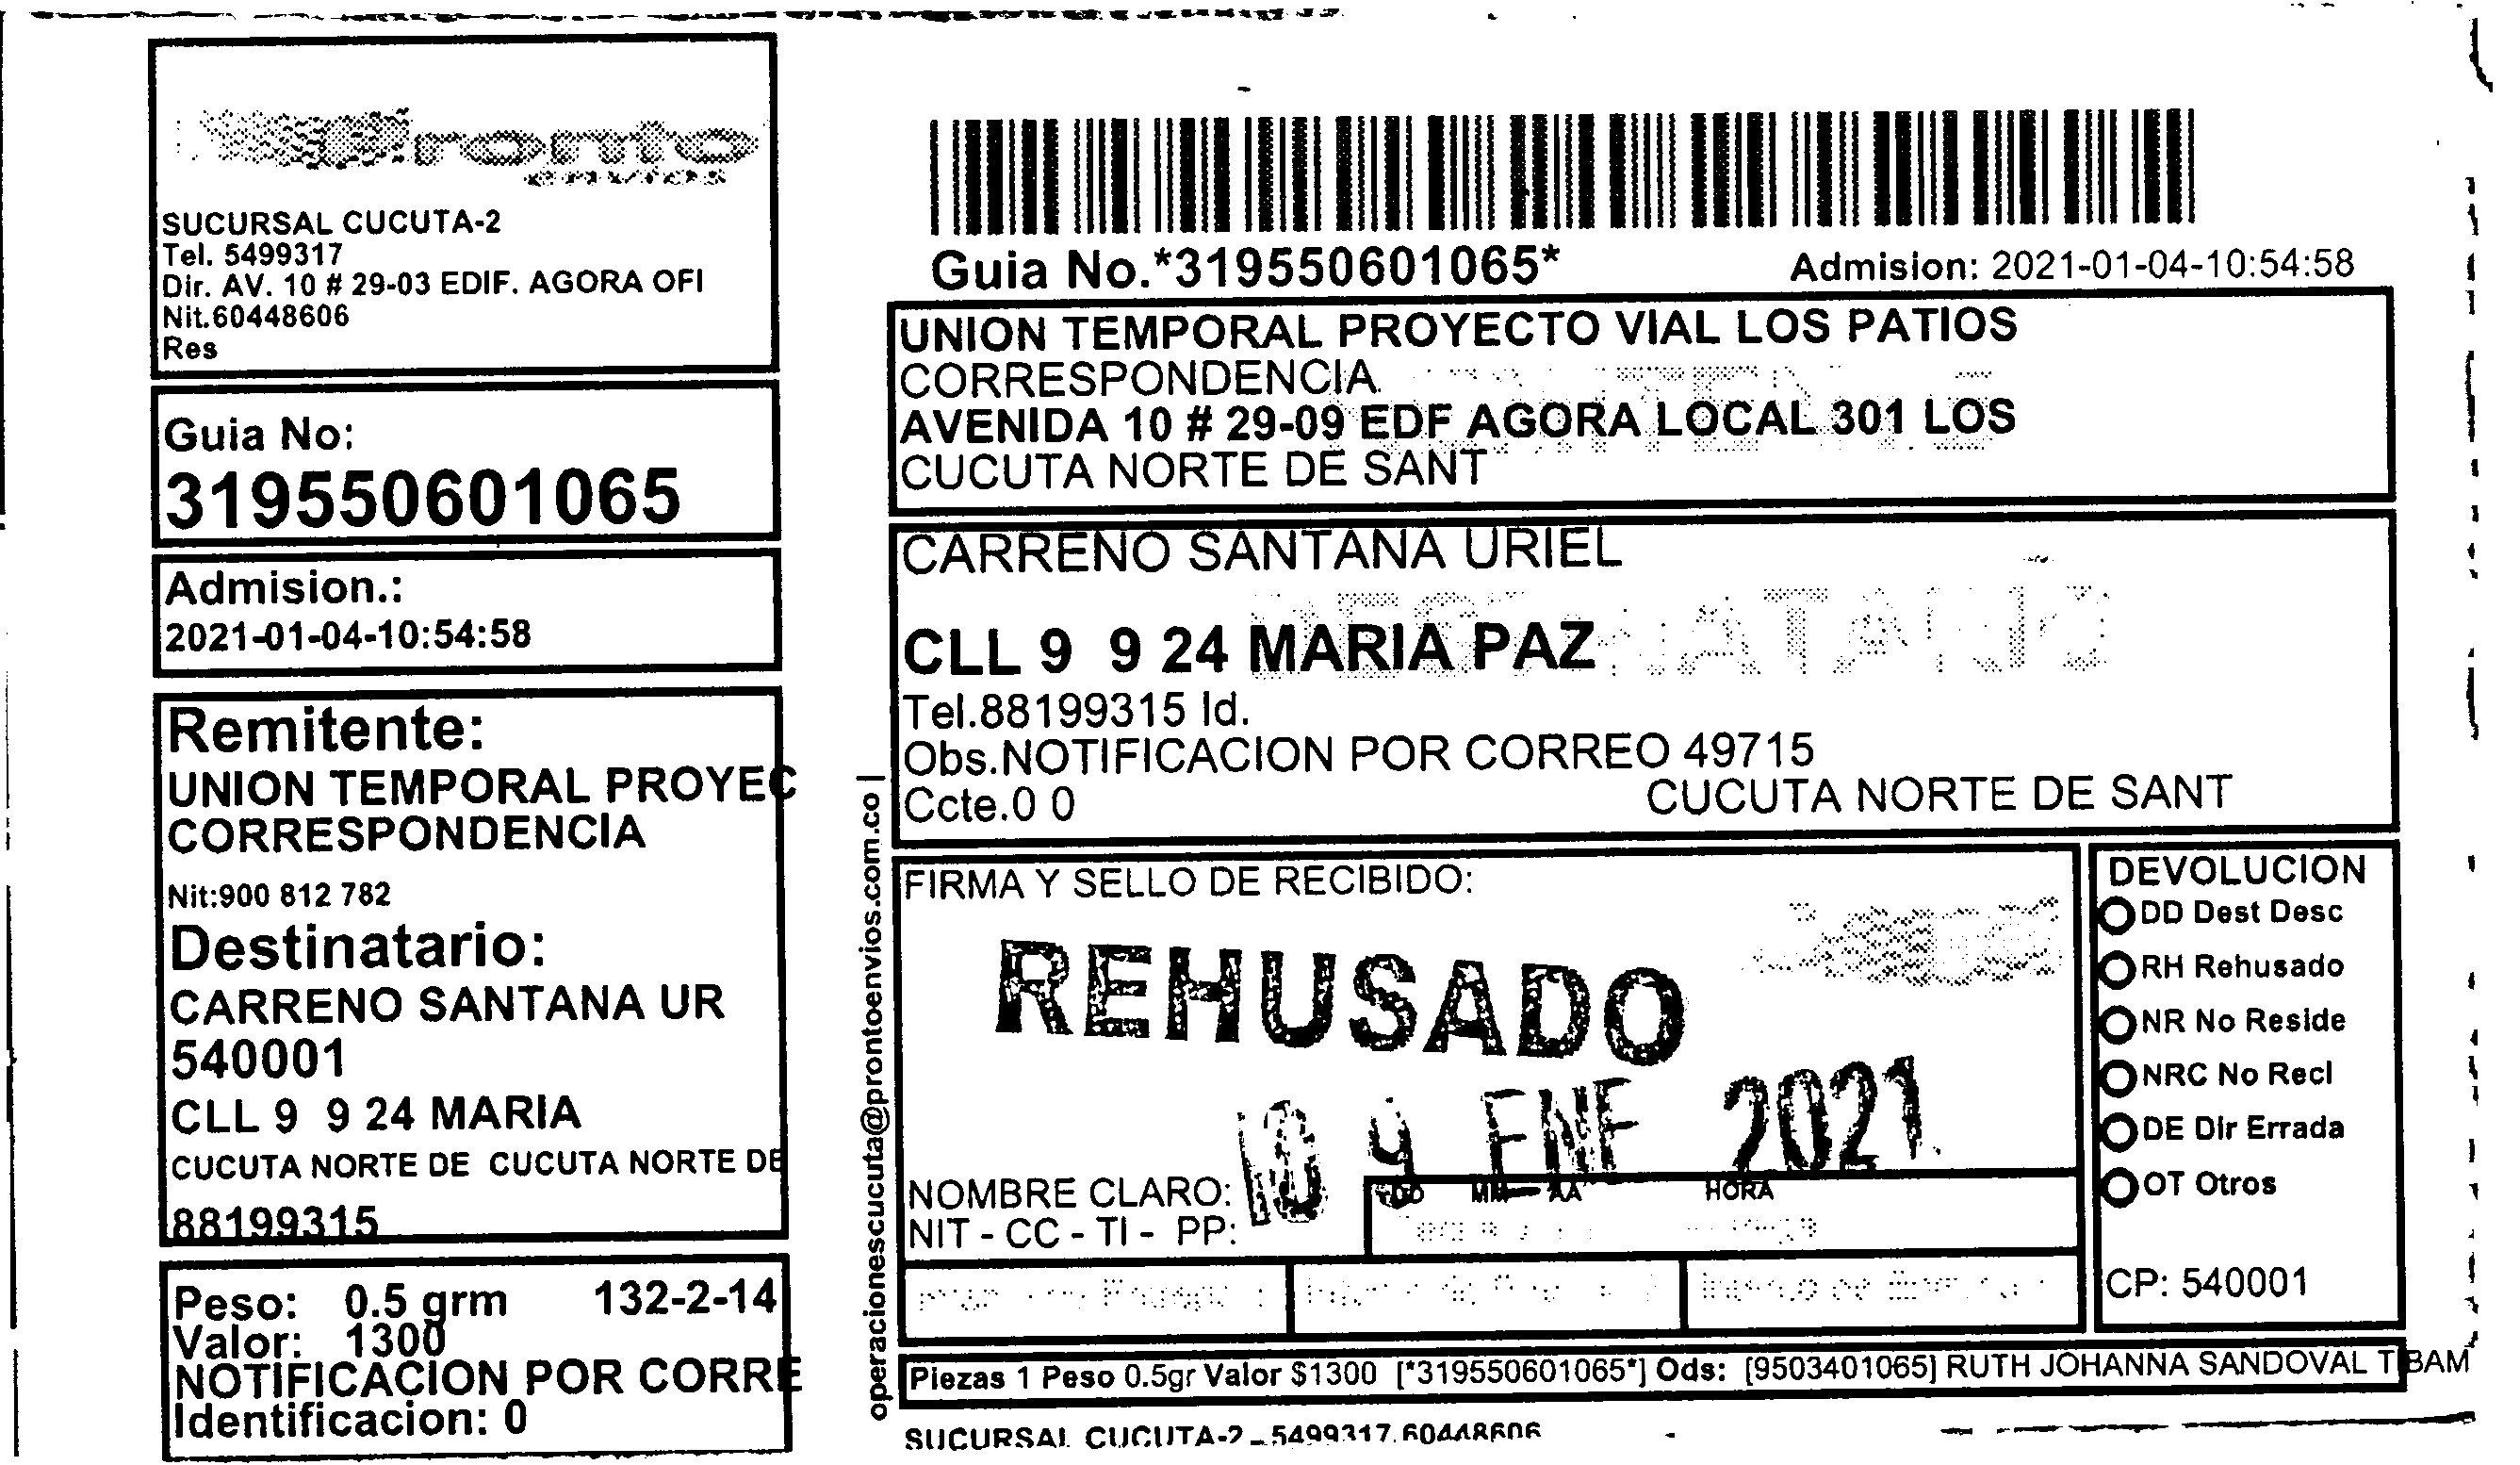 Pronto
envios
SUCURSAL CUCUTA-2
Tel. 5499317
Dir. AV. 10 # 29-03 EDIF. AGORA OFI
Nit.60448606
Res
Guia No:
319550601065
Admision.:
2021-01-04-10:54:58
Remitente:
UNION TEMPORAL PROYEC
CORRESPONDENCIA
Nit:900 812 782
Destinatario:
CARRENO SANTANA UR
540001
CLL 9 9 24 MARIA
CUCUTA NORTE DE CUCUTA NORTE DE
88199315
Peso: 0.5 grm 132-2-14
Valor: 1300
NOTIFICACION POR CORRE
Identificacion: 0
operacionescucuta@prontoenvios.com.co |
Guia No.*319550601065* Admision: 2021-01-04-10:54:58
UNION TEMPORAL PROYECTO VIAL LOS PATIOS
CORRESPONDENCIA
AVENIDA 10 # 29-09 EDF AGORA LOCAL 301 LOS
CUCUTA NORTE DE SANT
CARRENO SANTANA URIEL
DESTINATARIO
CLL 9 9 24 MARIA PAZ
Tel.88199315 Id.
Obs.NOTIFICACION POR CORREO 49715
CUCUTA NORTE DE SANT
Ccte.0 0
FIRMA Y SELLO DE RECIBIDO:
REHUSADO
ENE 2021
NOMBRE CLARO:
DD MM AA HORA
NIT - CC - TI - PP:
DEVOLUCION
DD Dest Desc
RH Rehusado
NR No Reside
NRC No Recl
DE Dir Errada
OT Otros
CP: 540001
Piezas 1 Peso 0.5gr Valor $1300 [*319550601065*] Ods: [9503401065] RUTH JOHANNA SANDOVAL TIBAM
SUCURSAL CUCUTA-2 - 5499317.60448606